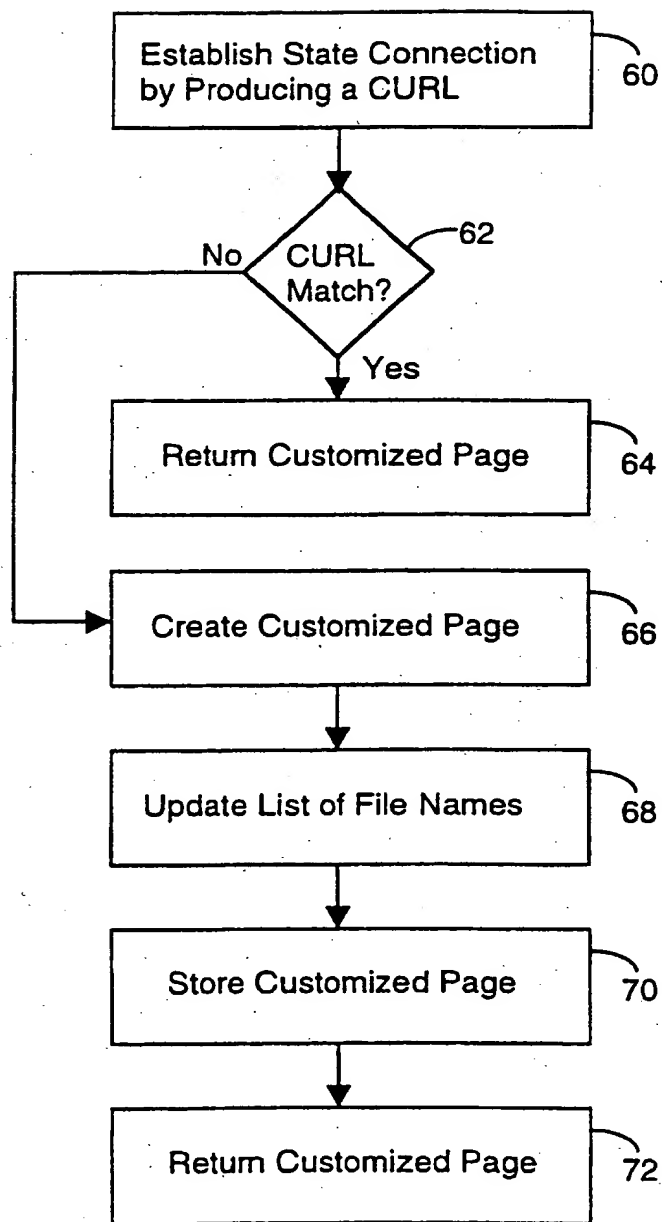 Establish State Connection
by Producing a CURL
60
62
No
CURL
Match?
Yes
Return Customized Page
64
Create Customized Page
66
Update List of File Names
68
Store Customized Page
70
Return Customized Page
72